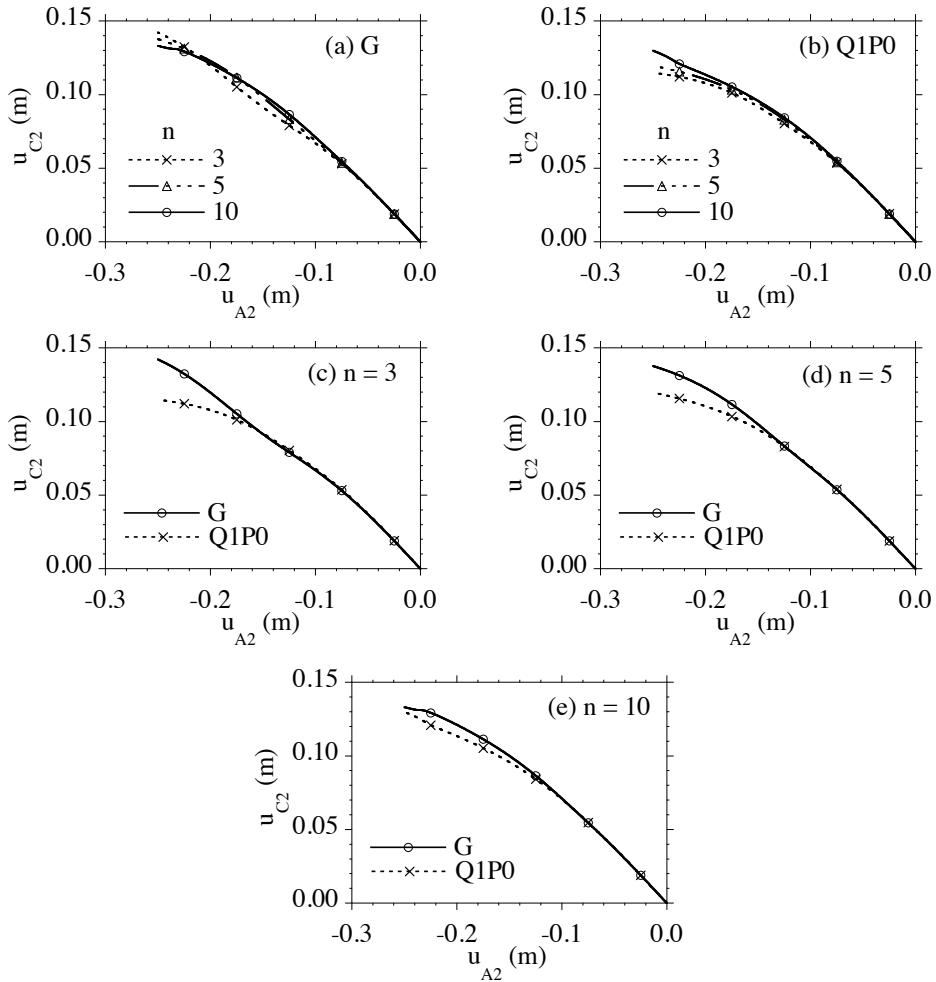 (a) G
0.15
0.10
0.05
0.00
u_C2 (m)
n
3
5
10
-0.3 -0.2 -0.1 0.0
u_A2 (m)
(b) Q1P0
0.15
0.10
0.05
0.00
u_C2 (m)
n
3
5
10
-0.3 -0.2 -0.1 0.0
u_A2 (m)
(c) n = 3
0.15
0.10
0.05
0.00
u_C2 (m)
G
Q1P0
-0.3 -0.2 -0.1 0.0
u_A2 (m)
(d) n = 5
0.15
0.10
0.05
0.00
u_C2 (m)
G
Q1P0
-0.3 -0.2 -0.1 0.0
u_A2 (m)
(e) n = 10
0.15
0.10
0.05
0.00
u_C2 (m)
G
Q1P0
-0.3 -0.2 -0.1 0.0
u_A2 (m)